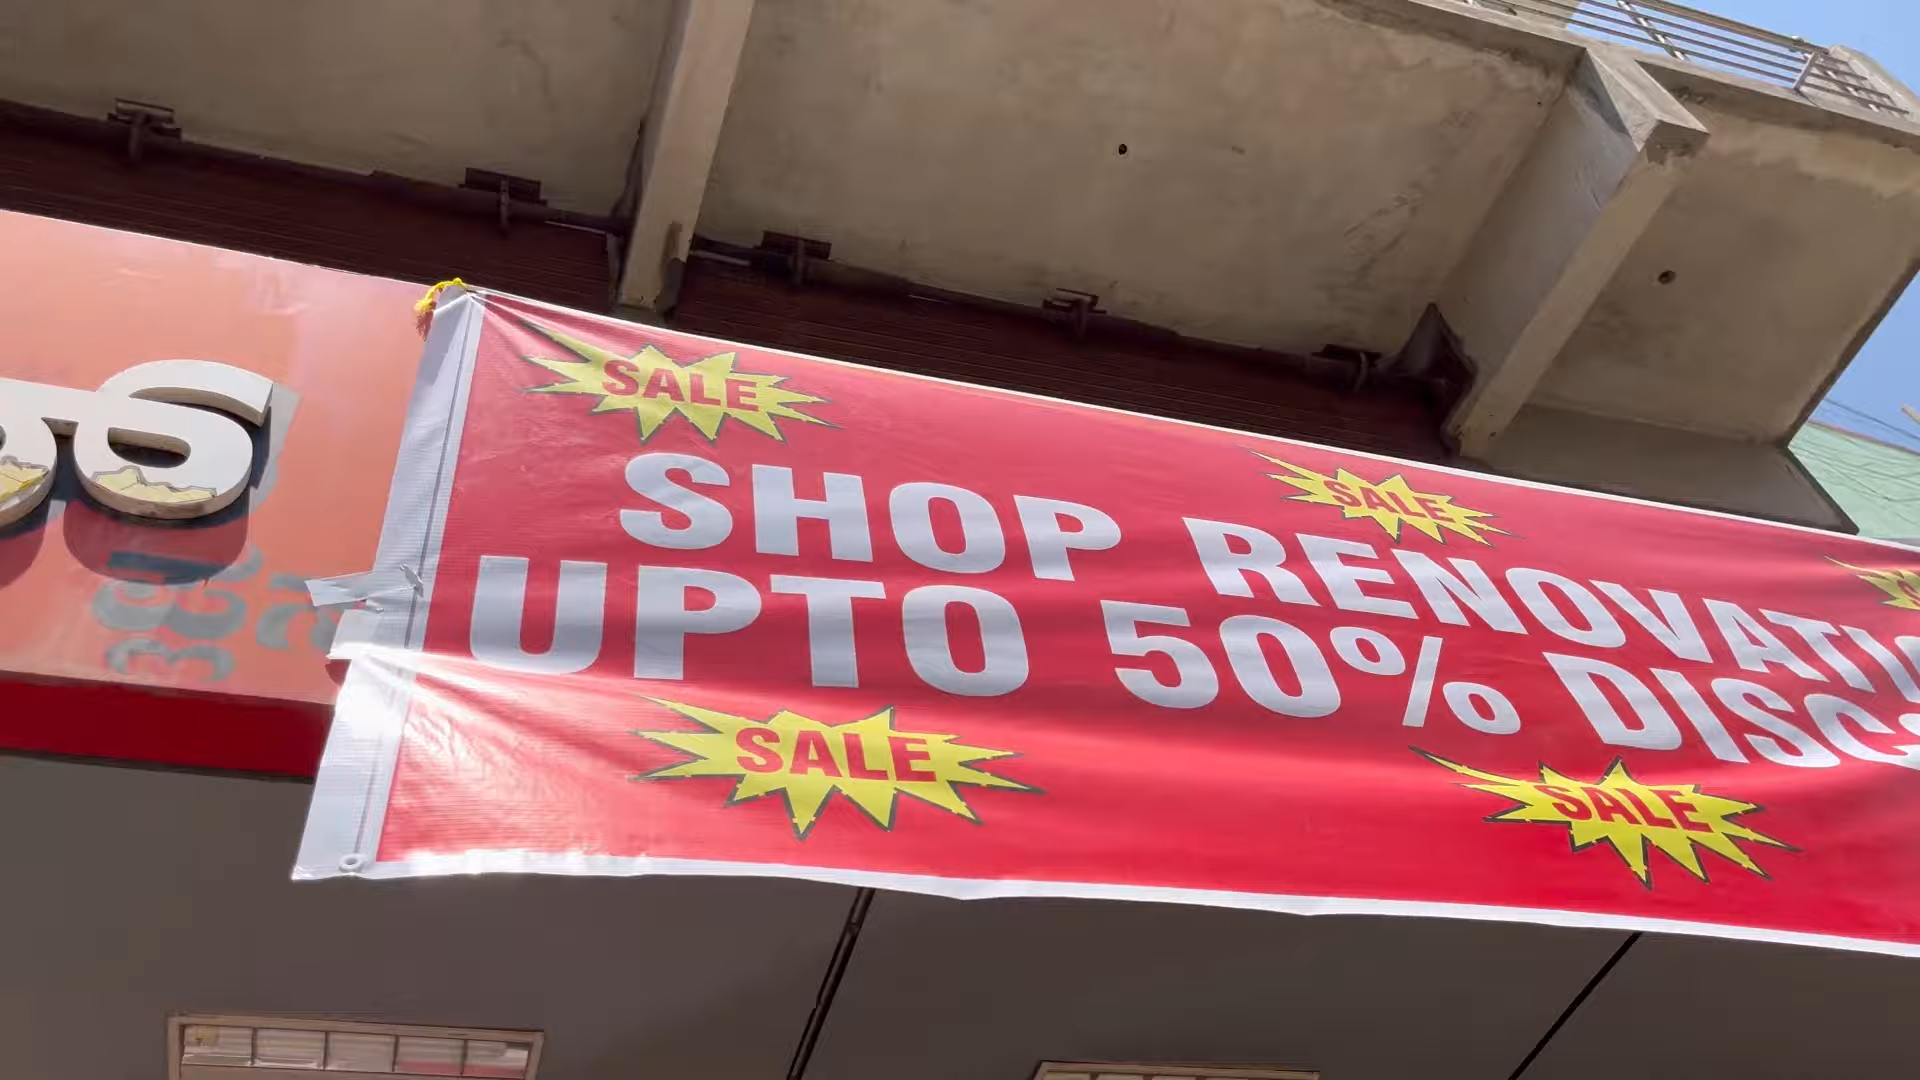 SALE
SALE
SHOP RENOVATI
UPTO 50% DISC
SALE
SALE